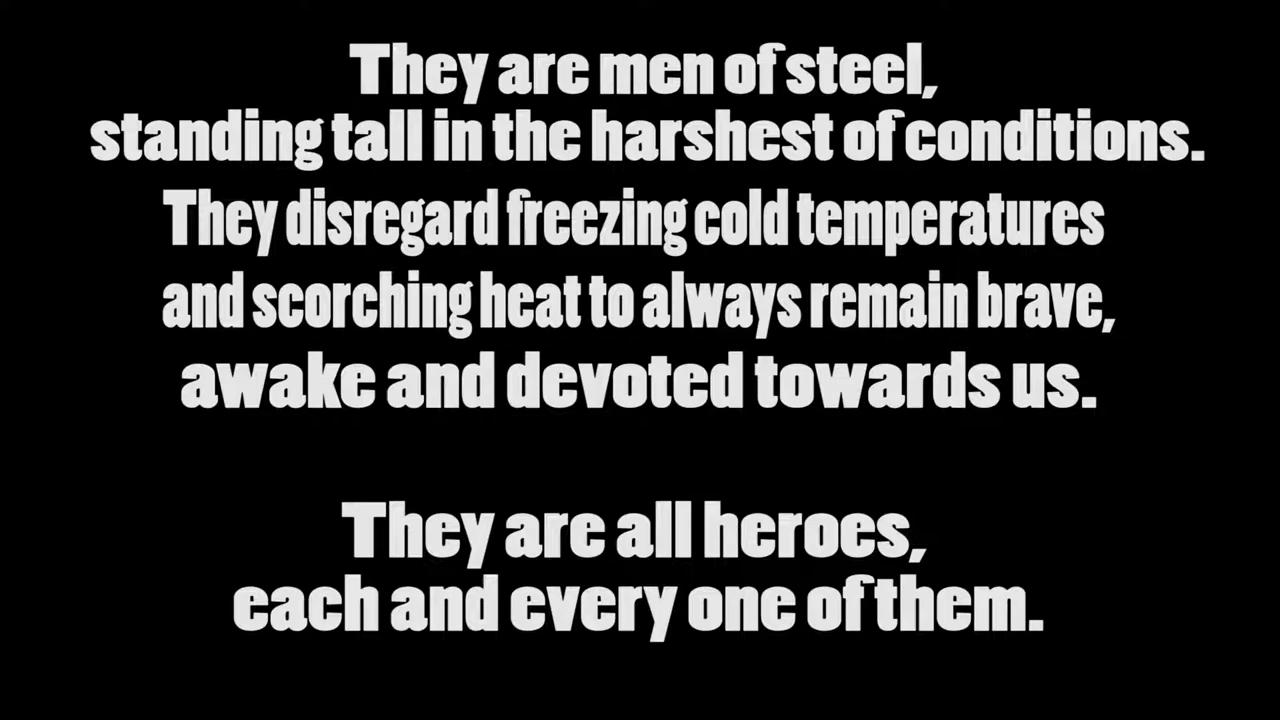 They are men of steel,
standing tall in the harshest of conditions.
They disregard freezing cold temperatures
and scorching heat to always remain brave,
awake and devoted towards us.
They are all heroes,
each and every one of them.